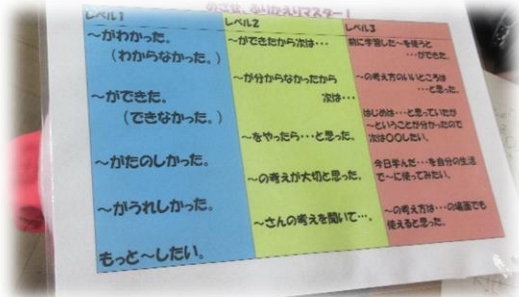 めざせ、ふりかえりマスター！
レベル1
～がわかった。
（わからなかった。）
～ができた。
（できなかった。）
～がたのしかった。
～がうれしかった。
もっと～したい。
レベル2
～ができたから次は…
～が分からなかったから
次は…
～をやったら…と思った。
～の考えが大切と思った。
～さんの考えを聞いて…。
レベル3
前に学習した～を使うと
…ができた。
～の考え方のいいところは
…と思った。
はじめは…と思っていたが
～ということが分かったので
次は〇〇したい。
今日学んだ…を自分の生活
で～に使ってみたい。
～の考え方は…の場面でも
使えると思った。